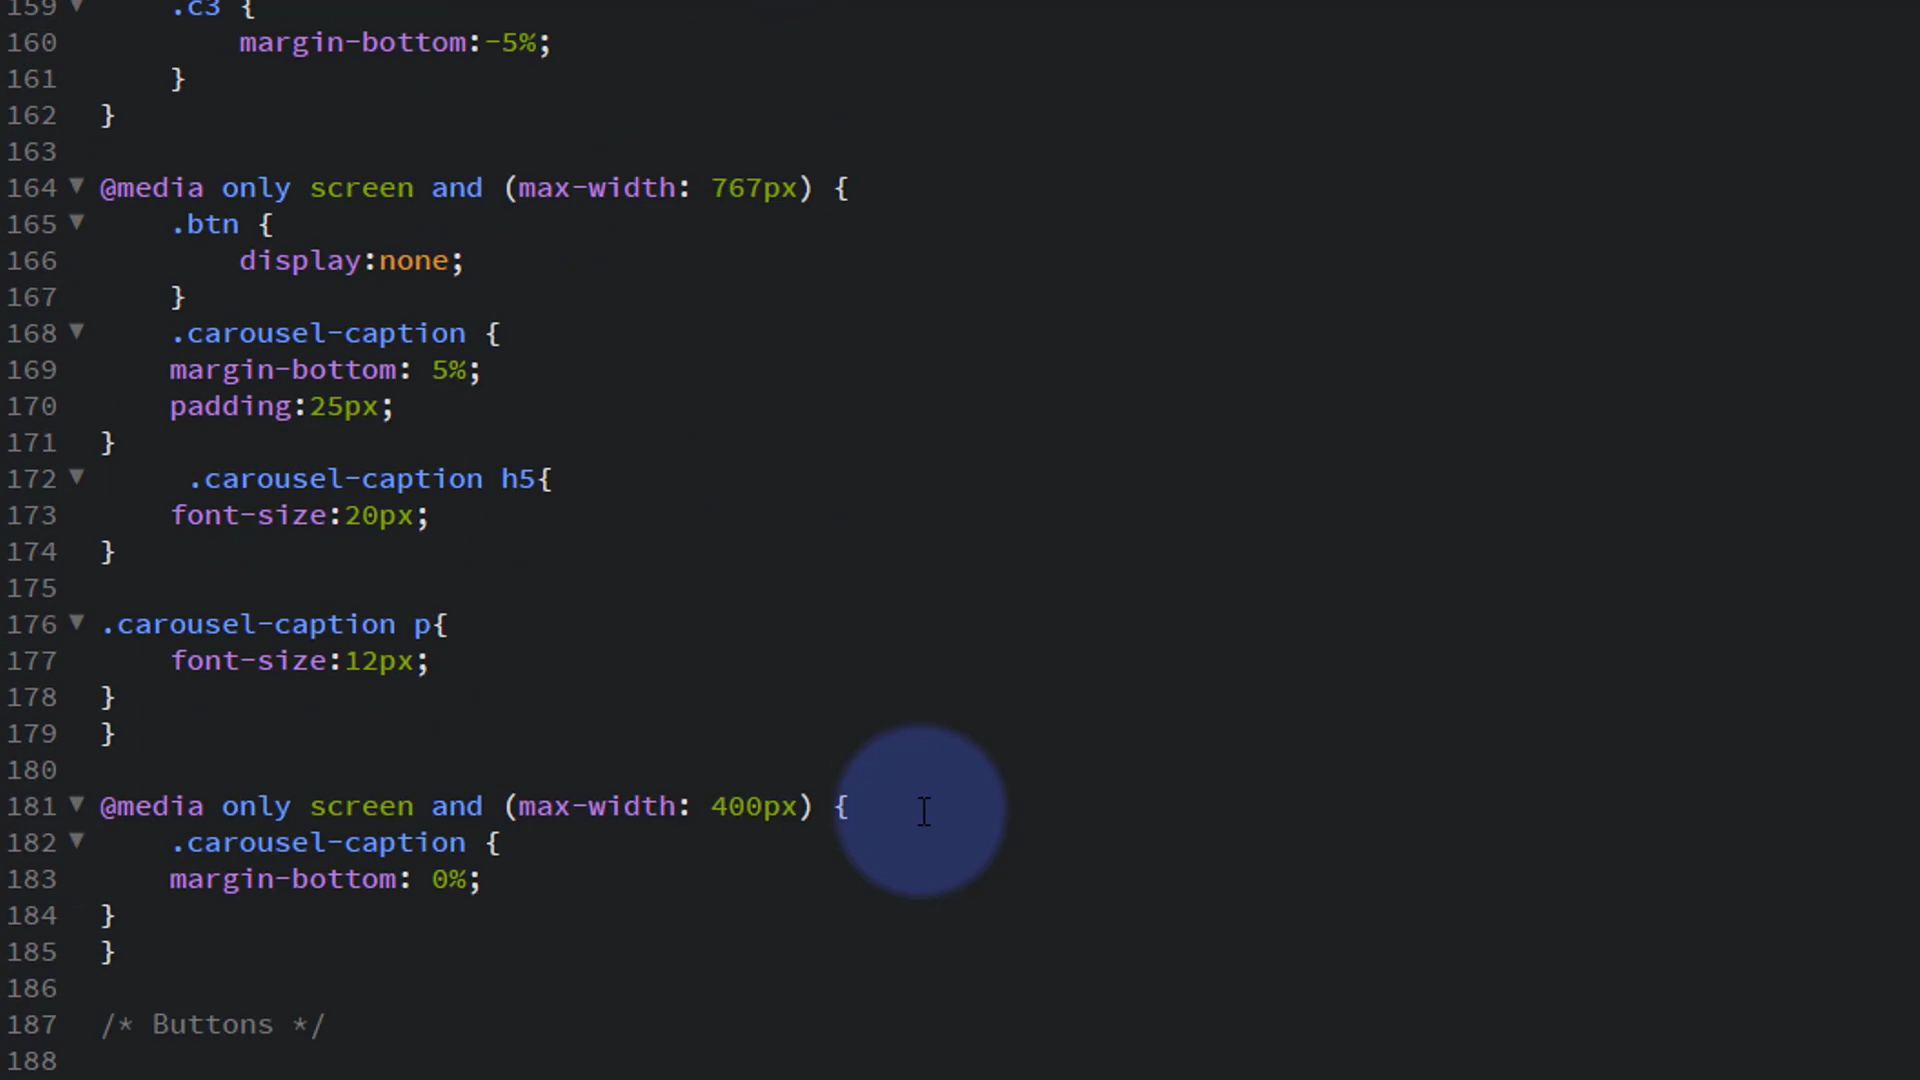 159 .c3 {
160 margin-bottom:-5%;
161 }
162 }
163
164 @media only screen and (max-width: 767px) {
165 .btn {
166 display:none;
167 }
168 .carousel-caption {
169 margin-bottom: 5%;
170 padding:25px;
171 }
172 .carousel-caption h5{
173 font-size:20px;
174 }
175
176 .carousel-caption p{
177 font-size:12px;
178 }
179 }
180
181 @media only screen and (max-width: 400px) {
182 .carousel-caption {
183 margin-bottom: 0%;
184 }
185 }
186
187 /* Buttons */
188